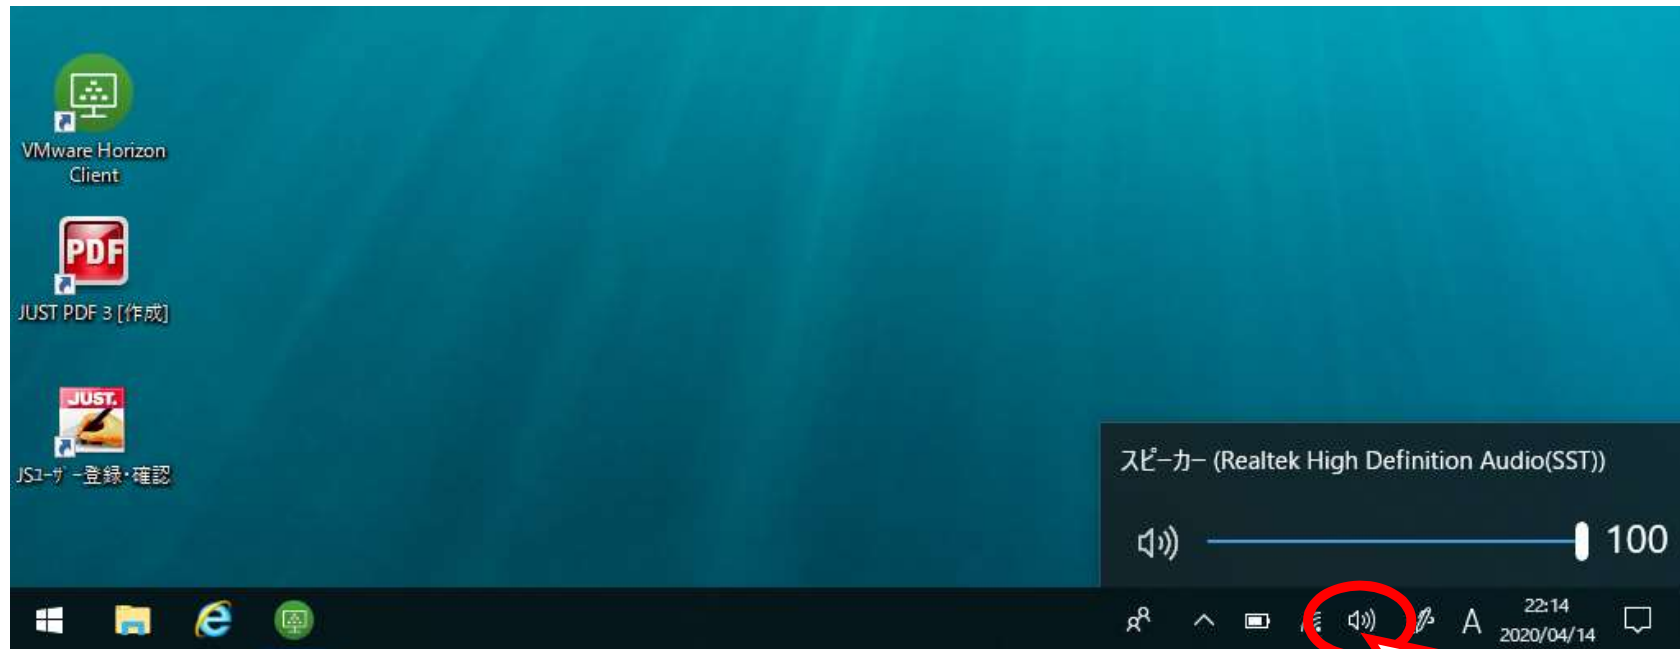 VMware Horizon
Client
PDF
JUST PDF 3 [作成]
JUST.
JSﾕｰｻﾞｰ登録・確認
スピーカー (Realtek High Definition Audio(SST))
100
A
22:14
2020/04/14